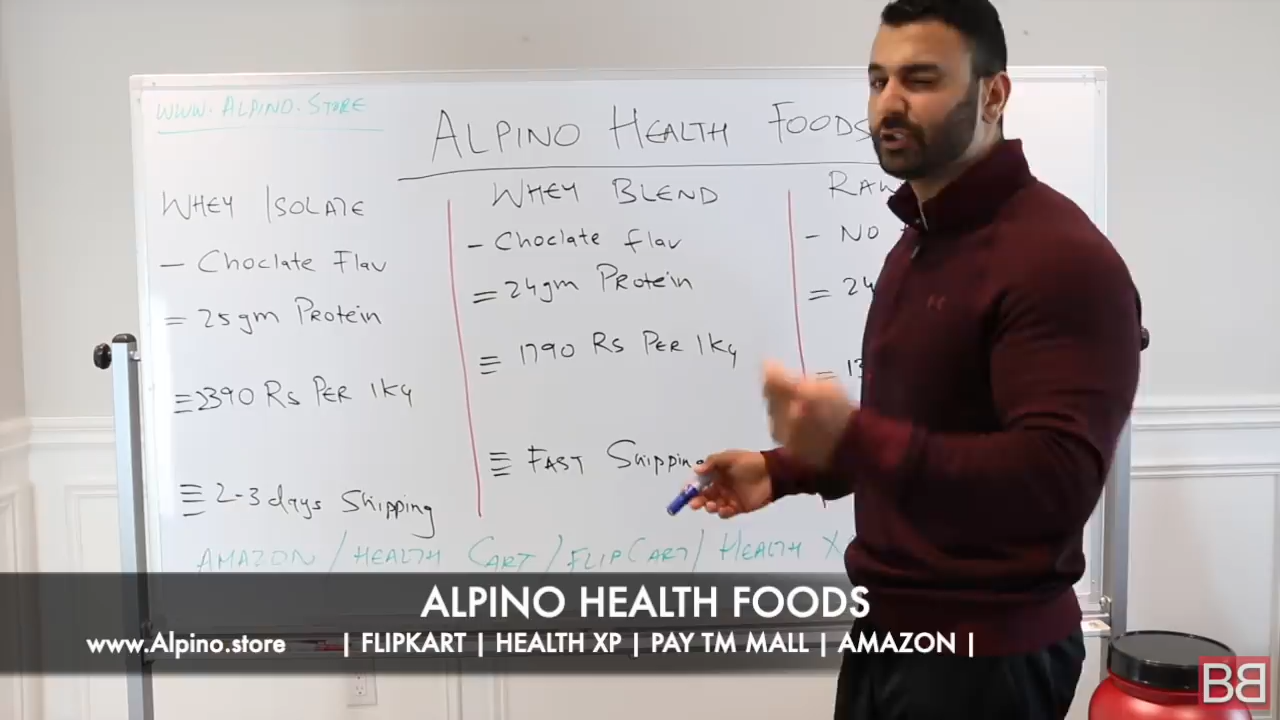 www.ALPINO.STORE
ALPINO HEALTH FOODS
WHEY ISOLATE
- Choclate Flav
= 25gm Protein
≡ 2390 Rs PER 1Kg
≡ 2-3 days Shipping
WHEY BLEND
- Choclate flav
= 24gm Protein
≡ 1790 Rs PER 1Kg
≡ FAST Shipping
RAW
- NO
= 24
= 13
AMAZON / HEALTH CART / FLIPCART / HEALTH X
ALPINO HEALTH FOODS
www.Alpino.store | FLIPKART | HEALTH XP | PAY TM MALL | AMAZON |
BB